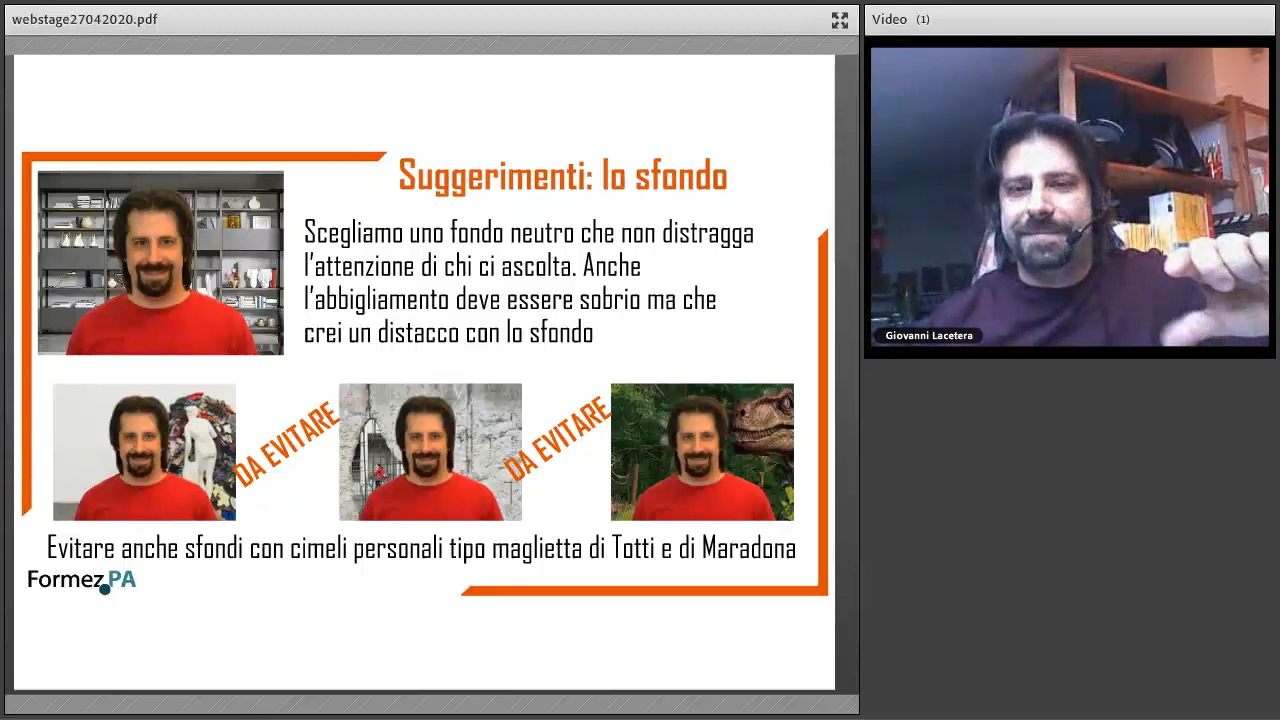 webstage27042020.pdf
Video (1)
Suggerimenti: lo sfondo
Scegliamo uno fondo neutro che non distragga
l'attenzione di chi ci ascolta. Anche
l'abbigliamento deve essere sobrio ma che
crei un distacco con lo sfondo
DA EVITARE
DA EVITARE
Evitare anche sfondi con cimeli personali tipo maglietta di Totti e di Maradona
Formez PA
Giovanni Lacetera